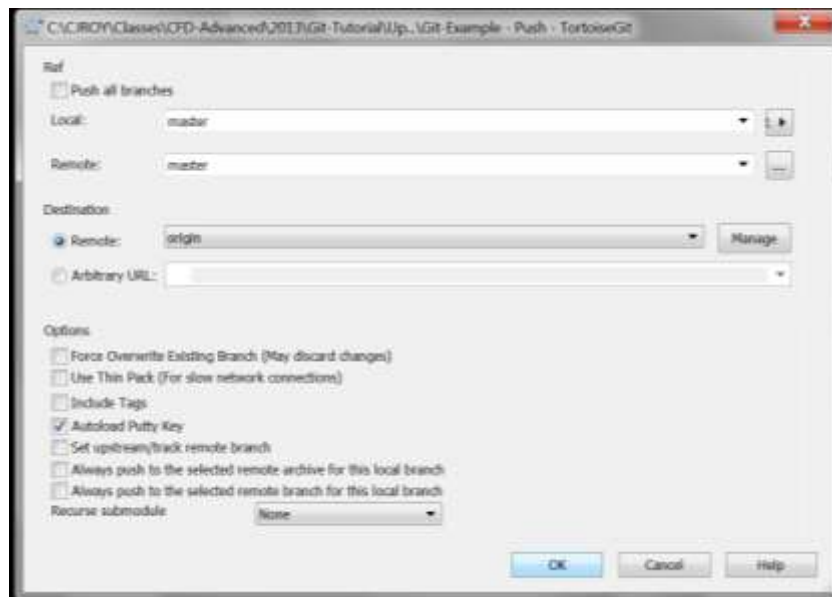 C:\CJROY\Classes\CFD-Advanced\2013\Git-Tutorial\Up..\Git-Example - Push - TortoiseGit
Ref
Push all branches
Local: master
Remote: master
...
Destination
Remote: origin Manage
Arbitrary URL:
Options
Force Overwrite Existing Branch (May discard changes)
Use Thin Pack (For slow network connections)
Include Tags
Autoload Putty Key
Set upstream/track remote branch
Always push to the selected remote archive for this local branch
Always push to the selected remote branch for this local branch
Recurse submodule None
OK Cancel Help